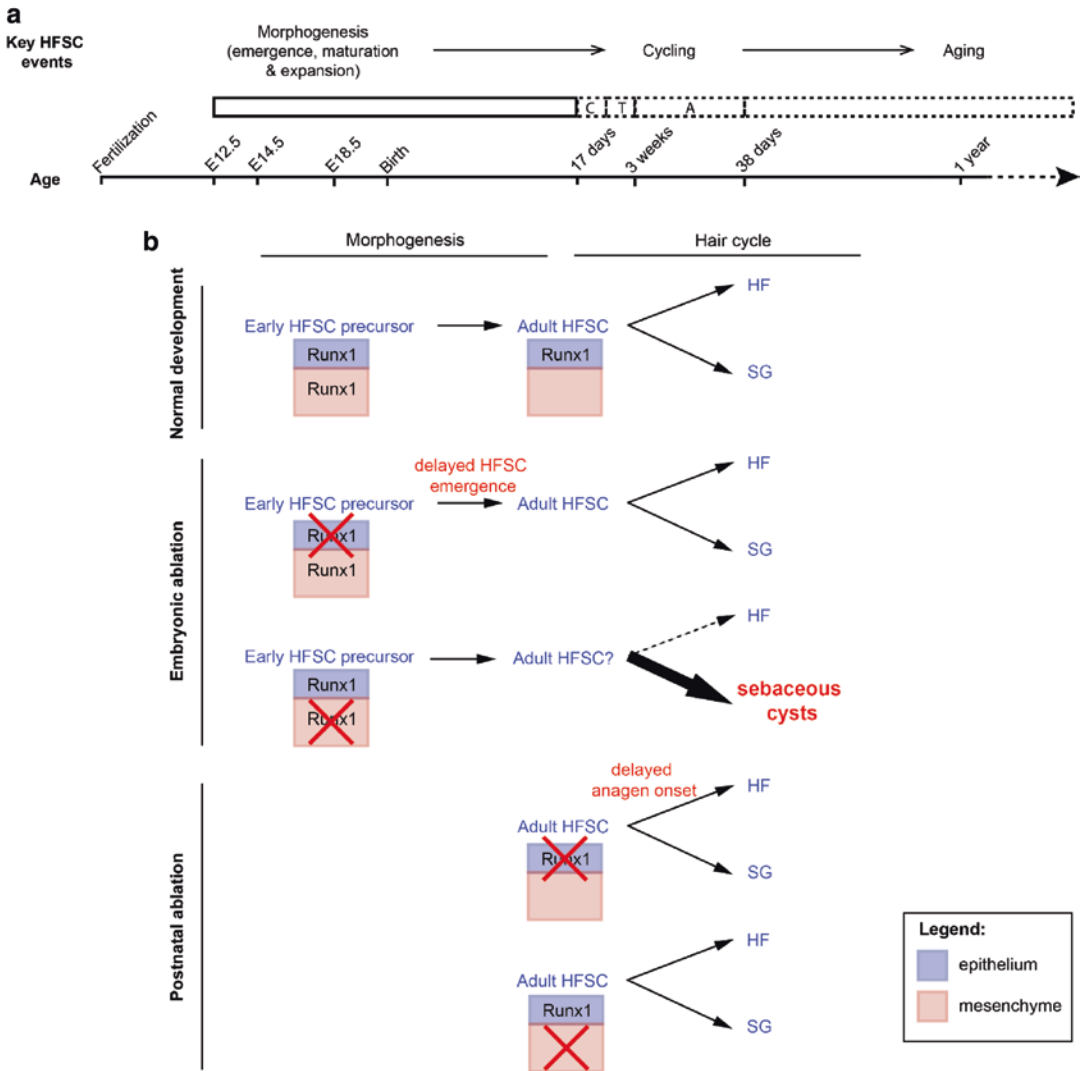 a
Key HFSC
events
Morphogenesis
(emergence, maturation
& expansion)
Cycling
Aging
C T A
Age
Fertilization
E12.5
E14.5
E18.5
Birth
17 days
3 weeks
38 days
1 year
b
Morphogenesis
Hair cycle
Normal development
Early HFSC precursor
Runx1
Runx1
Adult HFSC
Runx1
HF
SG
Embryonic ablation
Early HFSC precursor
Runx1
Runx1
delayed HFSC
emergence
Adult HFSC
HF
SG
Early HFSC precursor
Runx1
Runx1
Adult HFSC?
HF
sebaceous
cysts
Postnatal ablation
Adult HFSC
Runx1
delayed
anagen onset
HF
SG
Adult HFSC
Runx1
HF
SG
Legend:
epithelium
mesenchyme